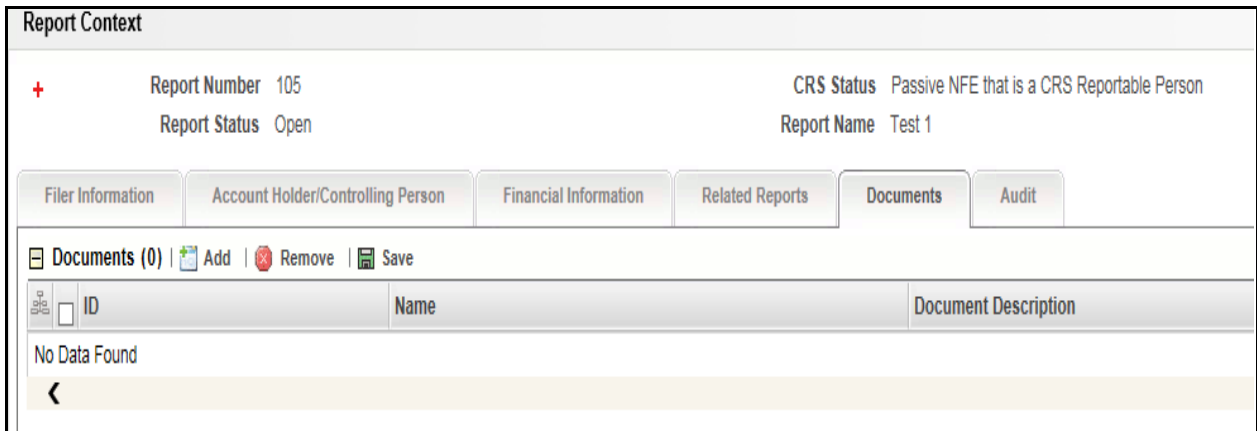 Report Context
Report Number 105 CRS Status Passive NFE that is a CRS Reportable Person
Report Status Open Report Name Test 1
Filer Information Account Holder/Controlling Person Financial Information Related Reports Documents Audit
Documents (0) | Add | Remove | Save
ID Name Document Description
No Data Found